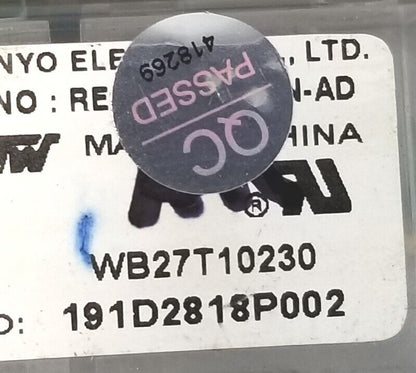 NYO ELE ., LTD.
NO : RE N-AD
MA CHINA
®
WB27T10230
D: 191D2818P002
QC
PASSED
418269